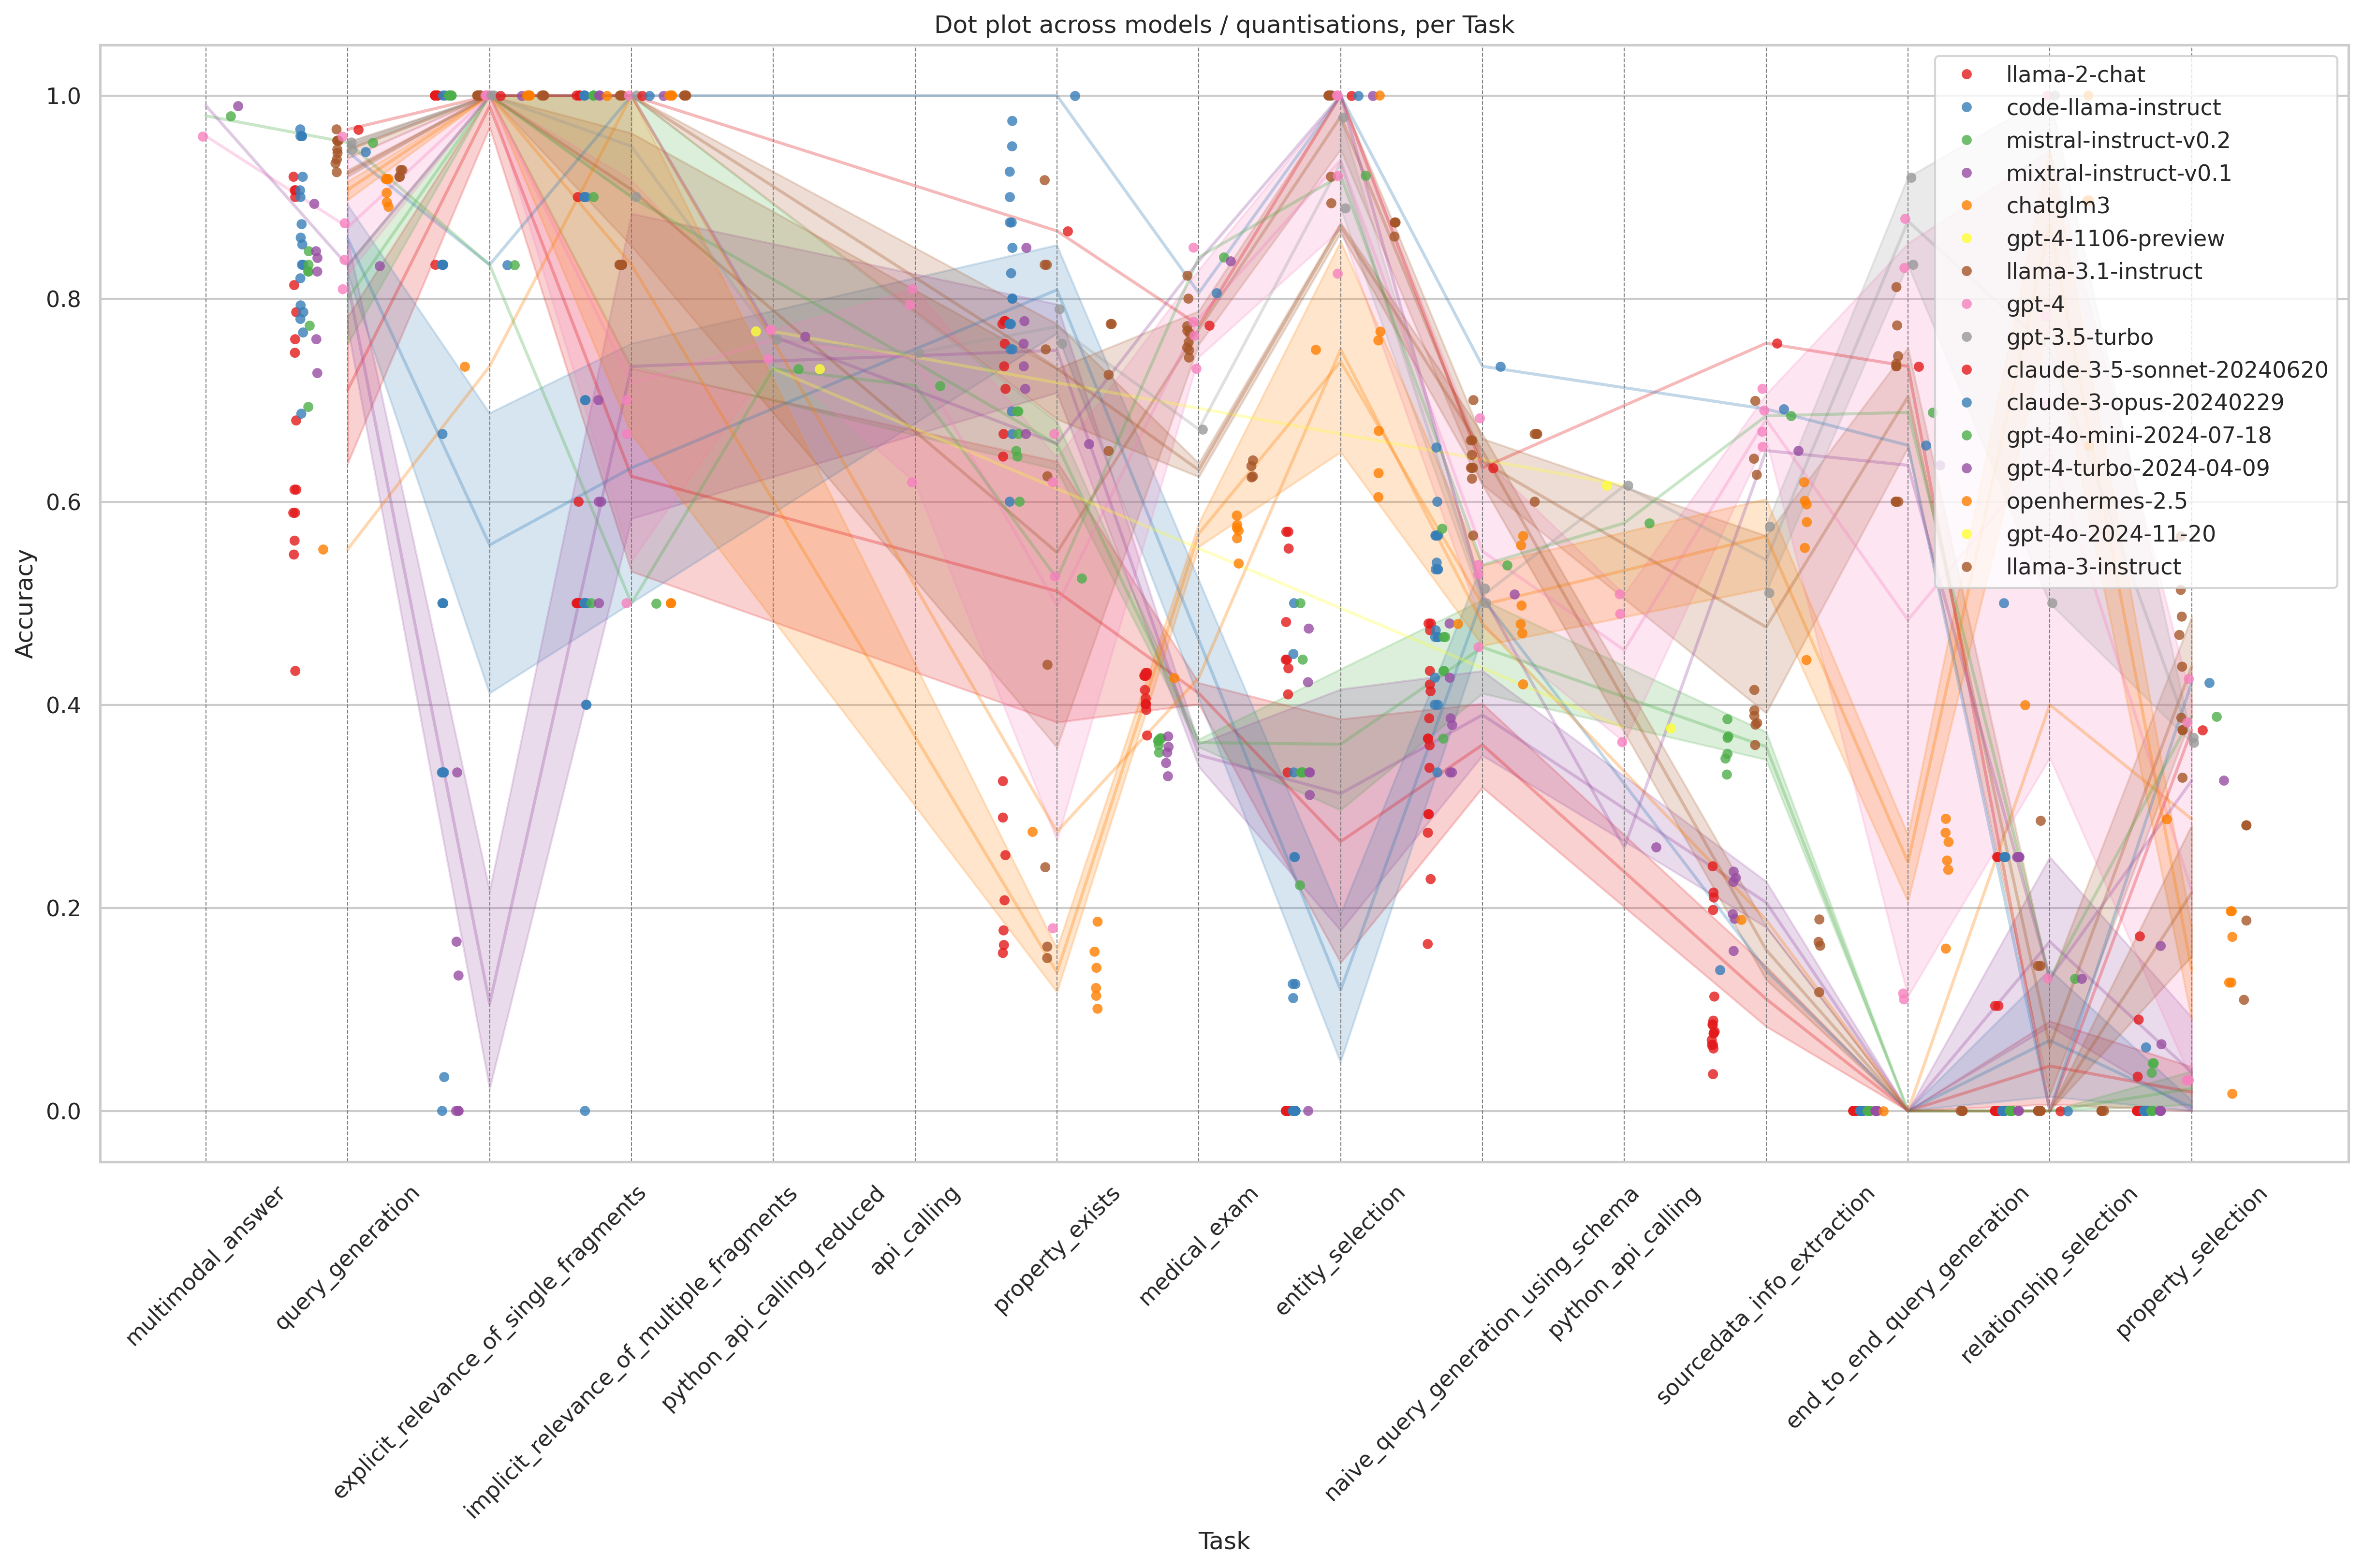 Dot plot across models / quantisations, per Task
Accuracy
1.0
0.8
0.6
0.4
0.2
0.0
llama-2-chat
code-llama-instruct
mistral-instruct-v0.2
mixtral-instruct-v0.1
chatglm3
gpt-4-1106-preview
llama-3.1-instruct
gpt-4
gpt-3.5-turbo
claude-3-5-sonnet-20240620
claude-3-opus-20240229
gpt-4o-mini-2024-07-18
gpt-4-turbo-2024-04-09
openhermes-2.5
gpt-4o-2024-11-20
llama-3-instruct
multimodal_answer
query_generation
explicit_relevance_of_single_fragments
implicit_relevance_of_multiple_fragments
python_api_calling_reduced
api_calling
property_exists
medical_exam
entity_selection
naive_query_generation_using_schema
python_api_calling
sourcedata_info_extraction
end_to_end_query_generation
relationship_selection
property_selection
Task